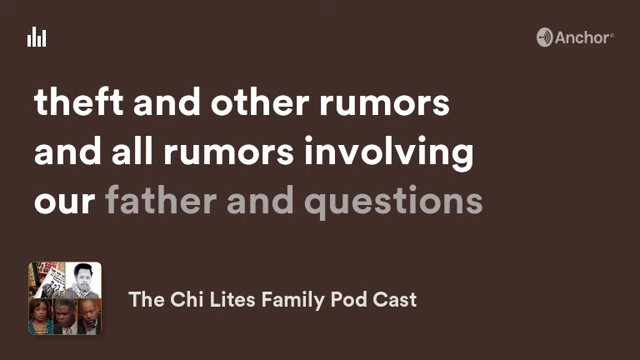 Anchor
theft and other rumors
and all rumors involving
our father and questions
The Chi Lites Family Pod Cast